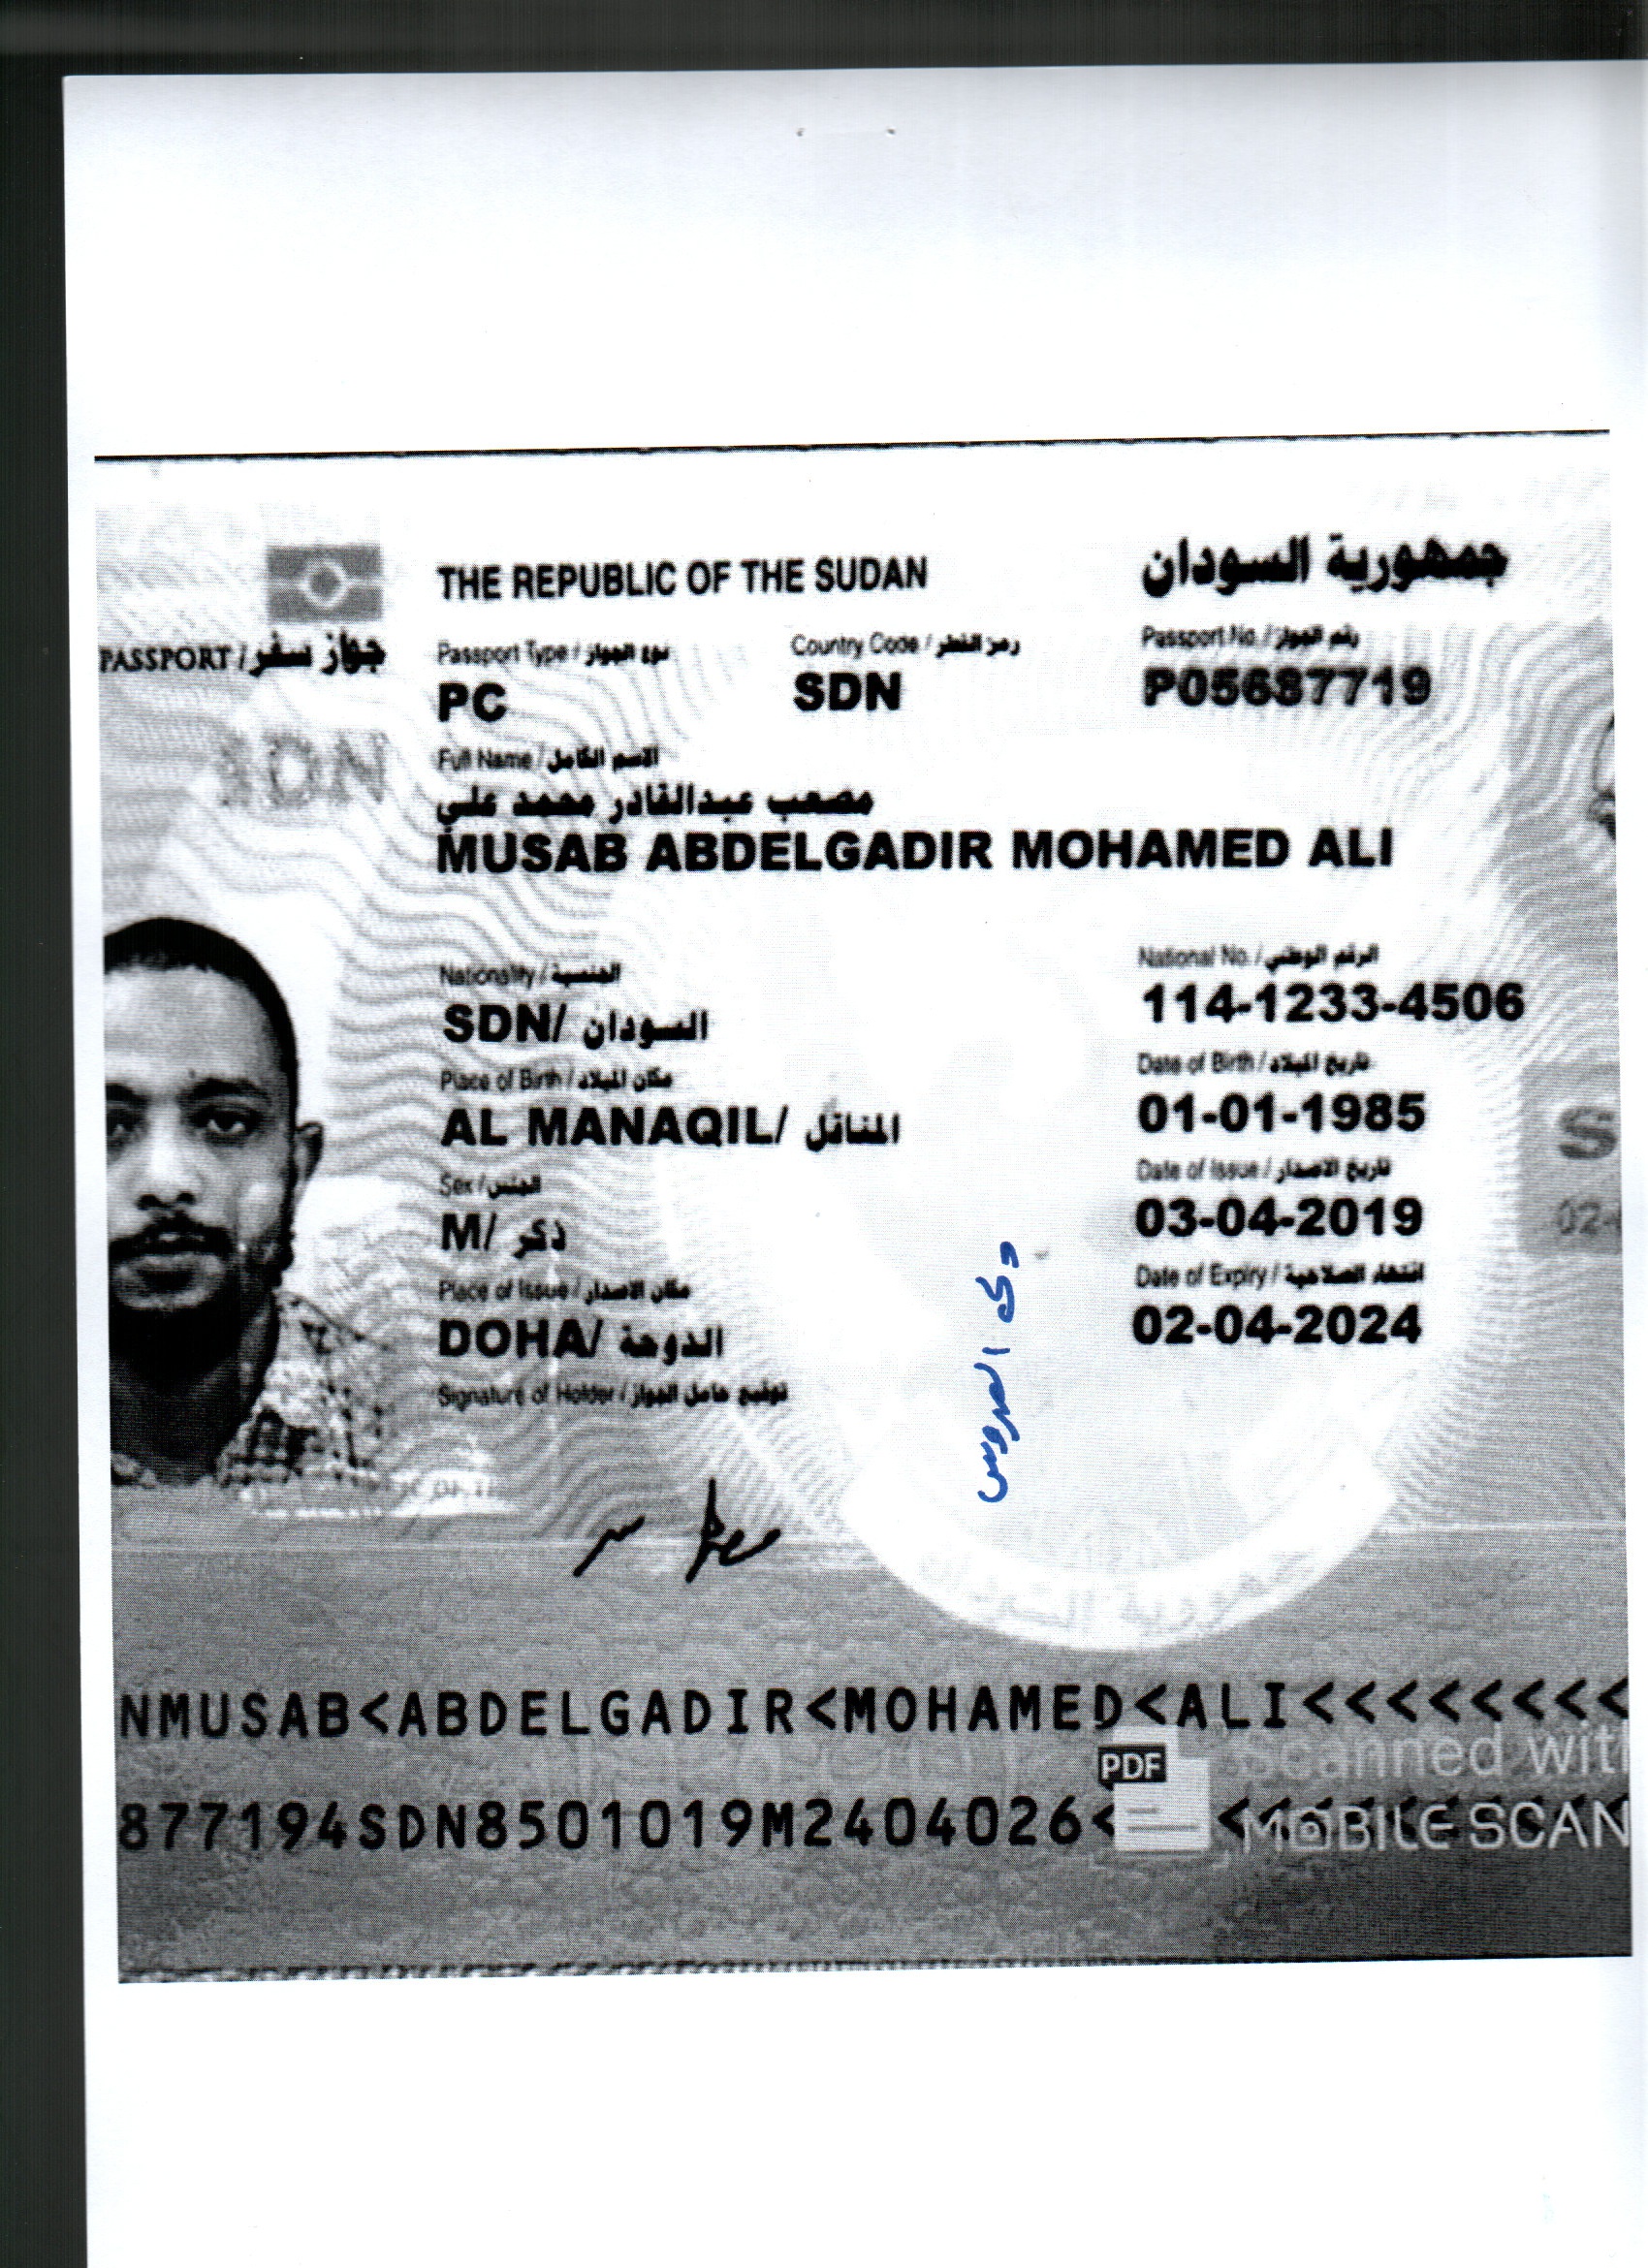 THE REPUBLIC OF THE SUDAN جمهورية السودان
PASSPORT / جواز سفر
Passport Type / نوع الجواز Country Code / رمز القطر Passport No. / رقم الجواز
PC SDN P05687719
Full Name / الاسم الكامل
مصعب عبدالقادر محمد علي
MUSAB ABDELGADIR MOHAMED ALI
Nationality / الجنسية National No. / الرقم الوطني
SDN/ السودان 114-1233-4506
Place of Birth / مكان الميلاد Date of Birth / تاريخ الميلاد
AL MANAQIL/ المناقل 01-01-1985
Sex / الجنس Date of Issue / تاريخ الاصدار
M/ ذكر 03-04-2019
Place of Issue / مكان الاصدار Date of Expiry / انتهاء الصلاحية
DOHA/ الدوحة 02-04-2024
Signature of Holder / توقيع حامل الجواز
NMUSAB<ABDELGADIR<MOHAMED<ALI<<<<<<<<
Scanned with
PDF
877194SDN8501019M2404026<
MOBILE SCAN